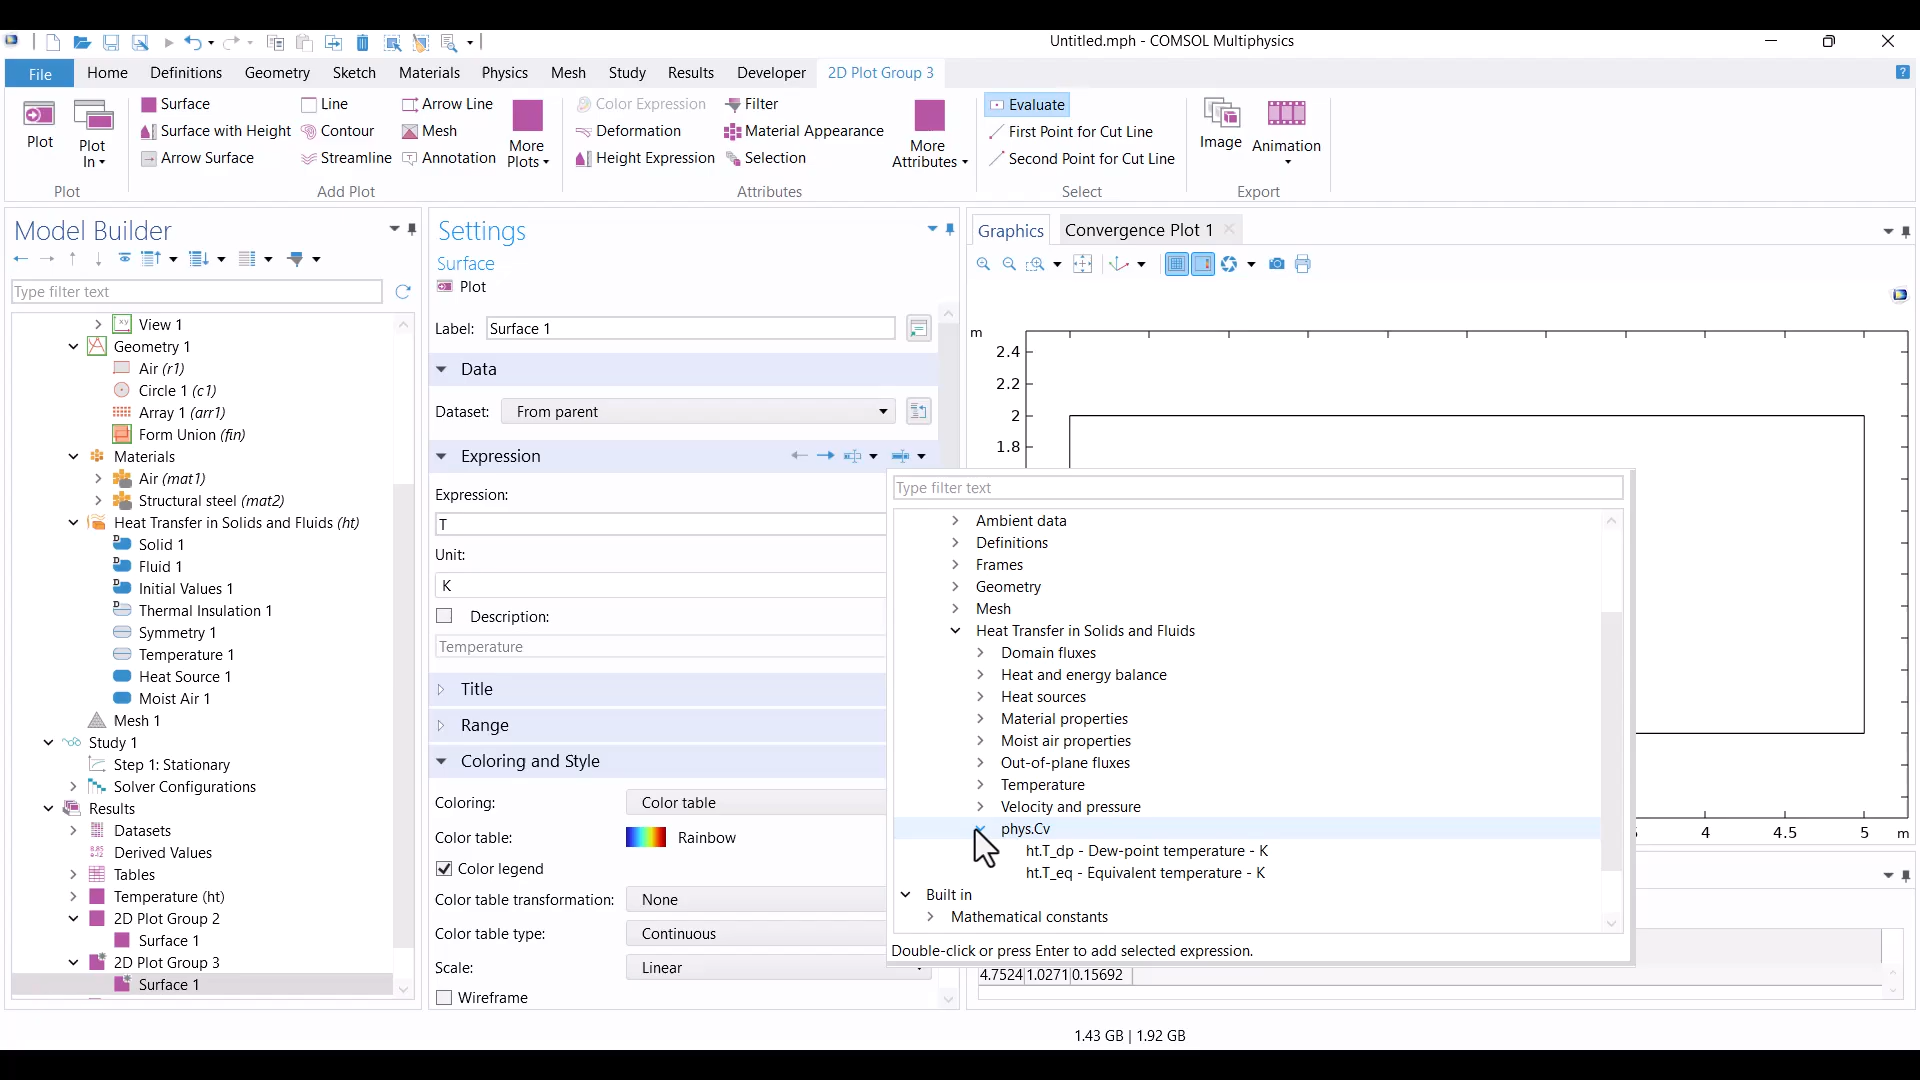 Untitled.mph - COMSOL Multiphysics
File Home Definitions Geometry Sketch Materials Physics Mesh Study Results Developer 2D Plot Group 3
Plot
Plot In
Plot
Surface
Surface with Height
Arrow Surface
Line
Contour
Streamline
Arrow Line
Mesh
Annotation
More Plots
Add Plot
Color Expression
Deformation
Height Expression
Filter
Material Appearance
Selection
More Attributes
Attributes
Evaluate
First Point for Cut Line
Second Point for Cut Line
Select
Image
Animation
Export
Model Builder
Type filter text
View 1
Geometry 1
Air (r1)
Circle 1 (c1)
Array 1 (arr1)
Form Union (fin)
Materials
Air (mat1)
Structural steel (mat2)
Heat Transfer in Solids and Fluids (ht)
Solid 1
Fluid 1
Initial Values 1
Thermal Insulation 1
Symmetry 1
Temperature 1
Heat Source 1
Moist Air 1
Mesh 1
Study 1
Step 1: Stationary
Solver Configurations
Results
Datasets
Derived Values
Tables
Temperature (ht)
2D Plot Group 2
Surface 1
2D Plot Group 3
Surface 1
Settings
Surface
Plot
Label: Surface 1
Data
Dataset: From parent
Expression
Expression:
T
Unit:
K
Description:
Temperature
Title
Range
Coloring and Style
Coloring: Color table
Color table: Rainbow
Color legend
Color table transformation: None
Color table type: Continuous
Scale: Linear
Wireframe
Graphics Convergence Plot 1
m
2.4
2.2
2
1.8
4 4.5 5 m
Type filter text
Ambient data
Definitions
Frames
Geometry
Mesh
Heat Transfer in Solids and Fluids
Domain fluxes
Heat and energy balance
Heat sources
Material properties
Moist air properties
Out-of-plane fluxes
Temperature
Velocity and pressure
phys.Cv
ht.T_dp - Dew-point temperature - K
ht.T_eq - Equivalent temperature - K
Built in
Mathematical constants
Double-click or press Enter to add selected expression.
4.7524 1.0271 0.15692
1.43 GB | 1.92 GB